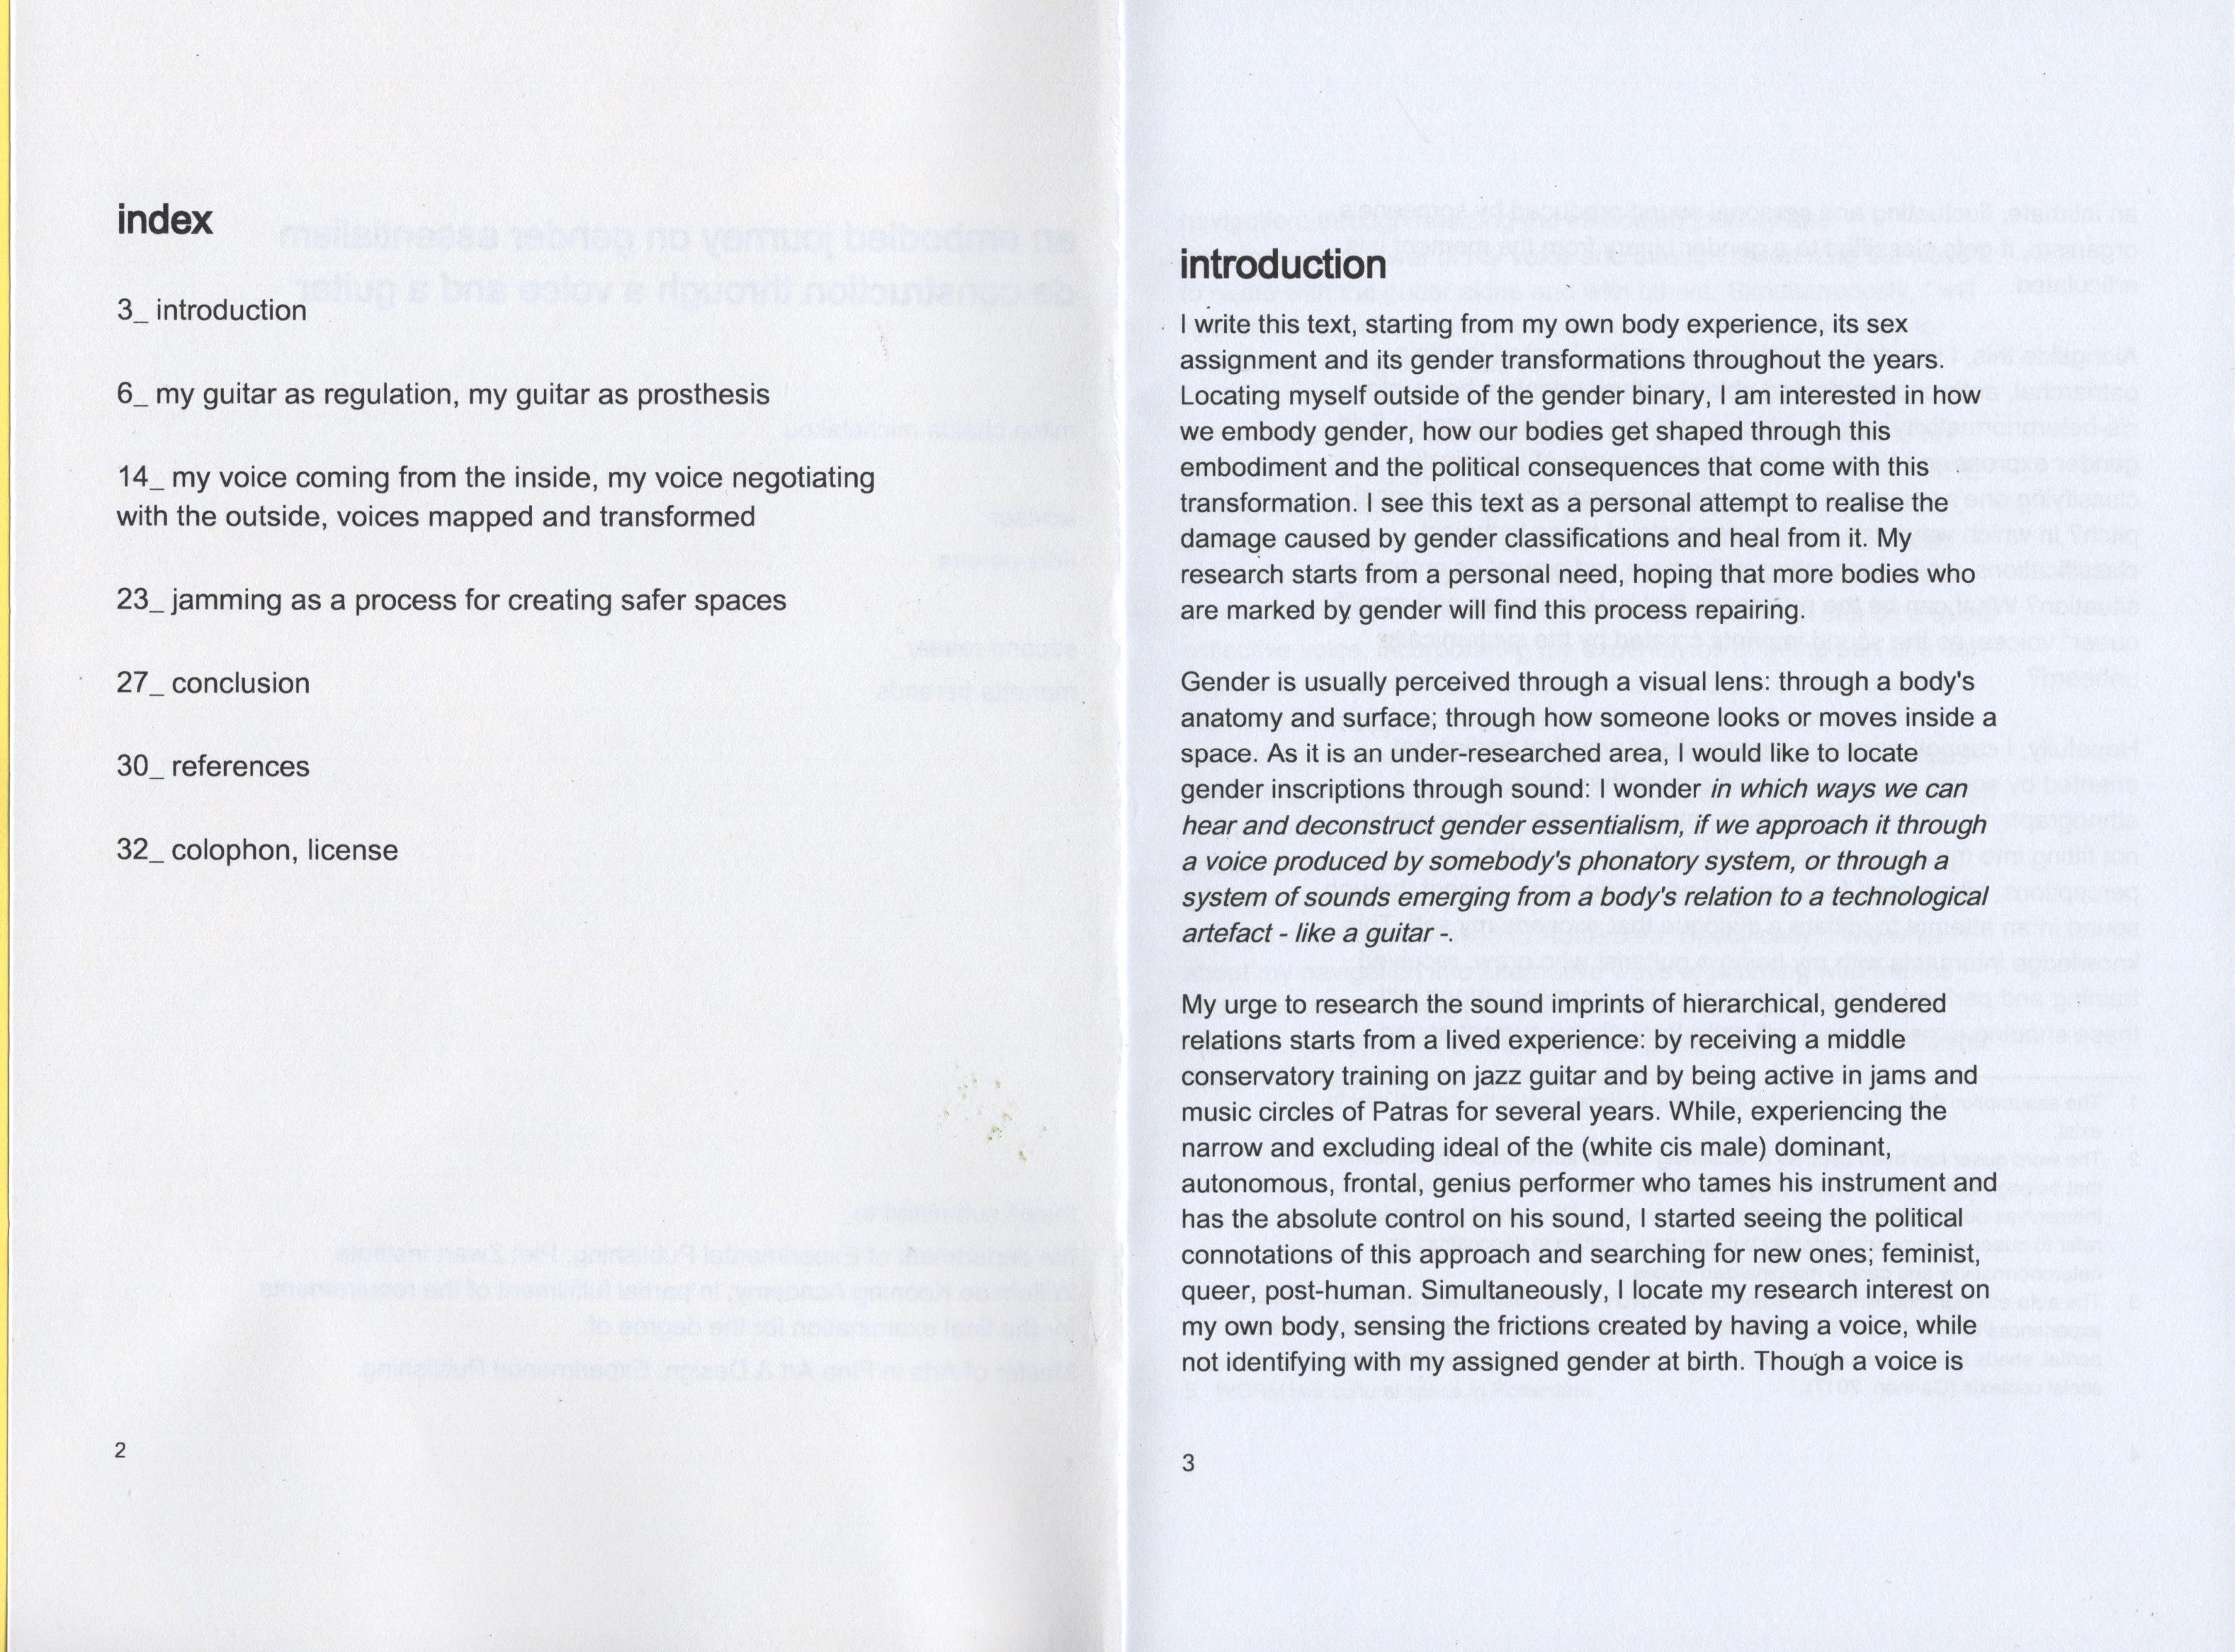 index
3_ introduction
6_ my guitar as regulation, my guitar as prosthesis
14_ my voice coming from the inside, my voice negotiating
with the outside, voices mapped and transformed
23_ jamming as a process for creating safer spaces
27_ conclusion
30_ references
32_ colophon, license
2
introduction
I write this text, starting from my own body experience, its sex
assignment and its gender transformations throughout the years.
Locating myself outside of the gender binary, I am interested in how
we embody gender, how our bodies get shaped through this
embodiment and the political consequences that come with this
transformation. I see this text as a personal attempt to realise the
damage caused by gender classifications and heal from it. My
research starts from a personal need, hoping that more bodies who
are marked by gender will find this process repairing.
Gender is usually perceived through a visual lens: through a body's
anatomy and surface; through how someone looks or moves inside a
space. As it is an under-researched area, I would like to locate
gender inscriptions through sound: I wonder in which ways we can
hear and deconstruct gender essentialism, if we approach it through
a voice produced by somebody's phonatory system, or through a
system of sounds emerging from a body's relation to a technological
artefact - like a guitar -.
My urge to research the sound imprints of hierarchical, gendered
relations starts from a lived experience: by receiving a middle
conservatory training on jazz guitar and by being active in jams and
music circles of Patras for several years. While, experiencing the
narrow and excluding ideal of the (white cis male) dominant,
autonomous, frontal, genius performer who tames his instrument and
has the absolute control on his sound, I started seeing the political
connotations of this approach and searching for new ones; feminist,
queer, post-human. Simultaneously, I locate my research interest on
my own body, sensing the frictions created by having a voice, while
not identifying with my assigned gender at birth. Though a voice is
3